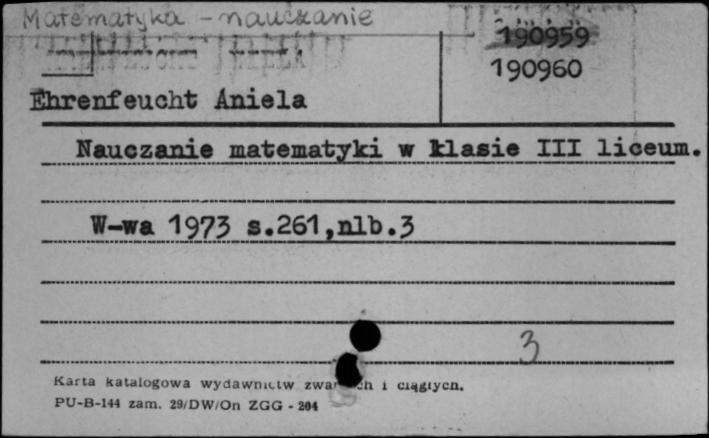 Matematyka - nauczanie
190959
190960
Ehrenfeucht Aniela
Nauczanie matematyki w klasie III liceum.
W-wa 1973 s.261,nlb.3
3
Karta katalogowa wydawnictw i ciągłych.
PU-B-144 zam. 29/DW/On ZGG - 204